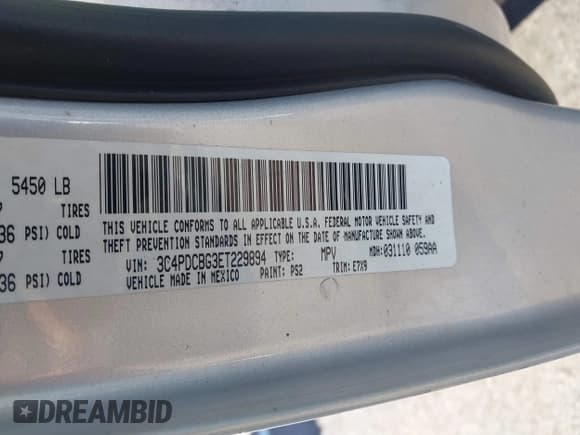 5450 LB
TIRES
36 PSI) COLD
TIRES
36 PSI) COLD
THIS VEHICLE CONFORMS TO ALL APPLICABLE U.S.A. FEDERAL MOTOR VEHICLE SAFETY AND
THEFT PREVENTION STANDARDS IN EFFECT ON THE DATE OF MANUFACTURE SHOWN ABOVE.
VIN: 3C4PDCBG3ET229894 TYPE: MPV MDH: 031110 059AA
VEHICLE MADE IN MEXICO PAINT: PS2 TRIM: E7X9
DREAMBID